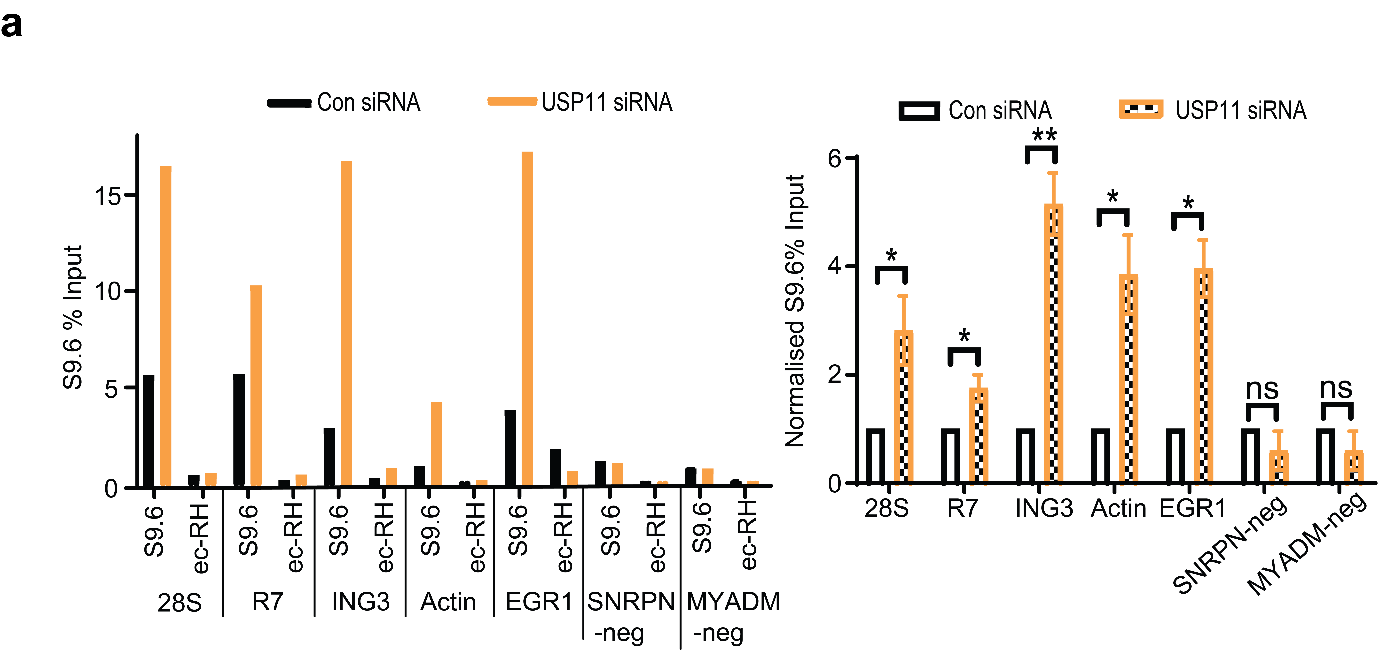 a
Con siRNA
USP11 siRNA
S9.6 % Input
15
10
5
0
S9.6
ec-RH
S9.6
ec-RH
S9.6
ec-RH
S9.6
ec-RH
S9.6
ec-RH
S9.6
ec-RH
S9.6
ec-RH
28S
R7
ING3
Actin
EGR1
SNRPN
-neg
MYADM
-neg
Con siRNA
USP11 siRNA
Normalised S9.6% Input
6
4
2
0
*
*
**
*
*
ns
ns
28S
R7
ING3
Actin
EGR1
SNRPN-neg
MYADM-neg